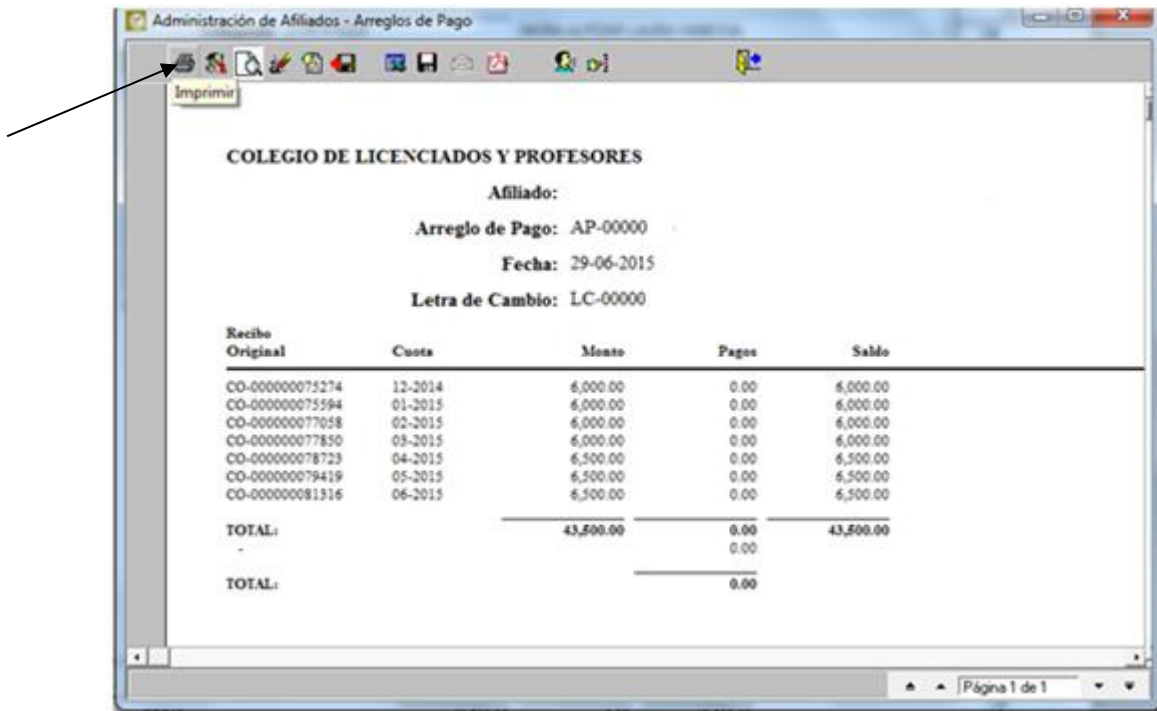 Administración de Afiliados - Arreglos de Pago
Imprimir
COLEGIO DE LICENCIADOS Y PROFESORES
Afiliado:
Arreglo de Pago: AP-00000
Fecha: 29-06-2015
Letra de Cambio: LC-00000
Recibo
Original Cuota Monto Pagos Saldo
CO-000000075274 12-2014 6,000.00 0.00 6,000.00
CO-000000075594 01-2015 6,000.00 0.00 6,000.00
CO-000000077058 02-2015 6,000.00 0.00 6,000.00
CO-000000077850 03-2015 6,000.00 0.00 6,000.00
CO-000000078723 04-2015 6,500.00 0.00 6,500.00
CO-000000079419 05-2015 6,500.00 0.00 6,500.00
CO-000000081316 06-2015 6,500.00 0.00 6,500.00
TOTAL: 43,500.00 0.00 43,500.00
- 0.00
TOTAL: 0.00
Página 1 de 1